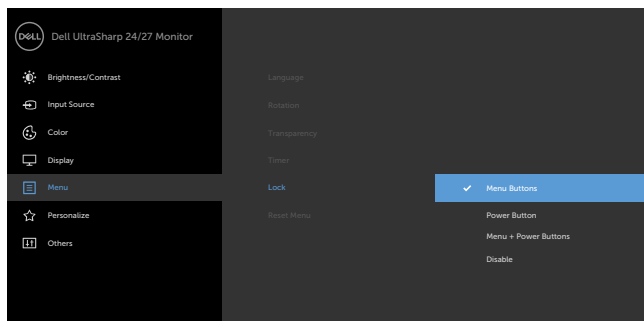 DELL Dell UltraSharp 24/27 Monitor
Brightness/Contrast
Input Source
Color
Display
Menu
Personalize
Others
Language
Rotation
Transparency
Timer
Lock
Reset Menu
Menu Buttons
Power Button
Menu + Power Buttons
Disable